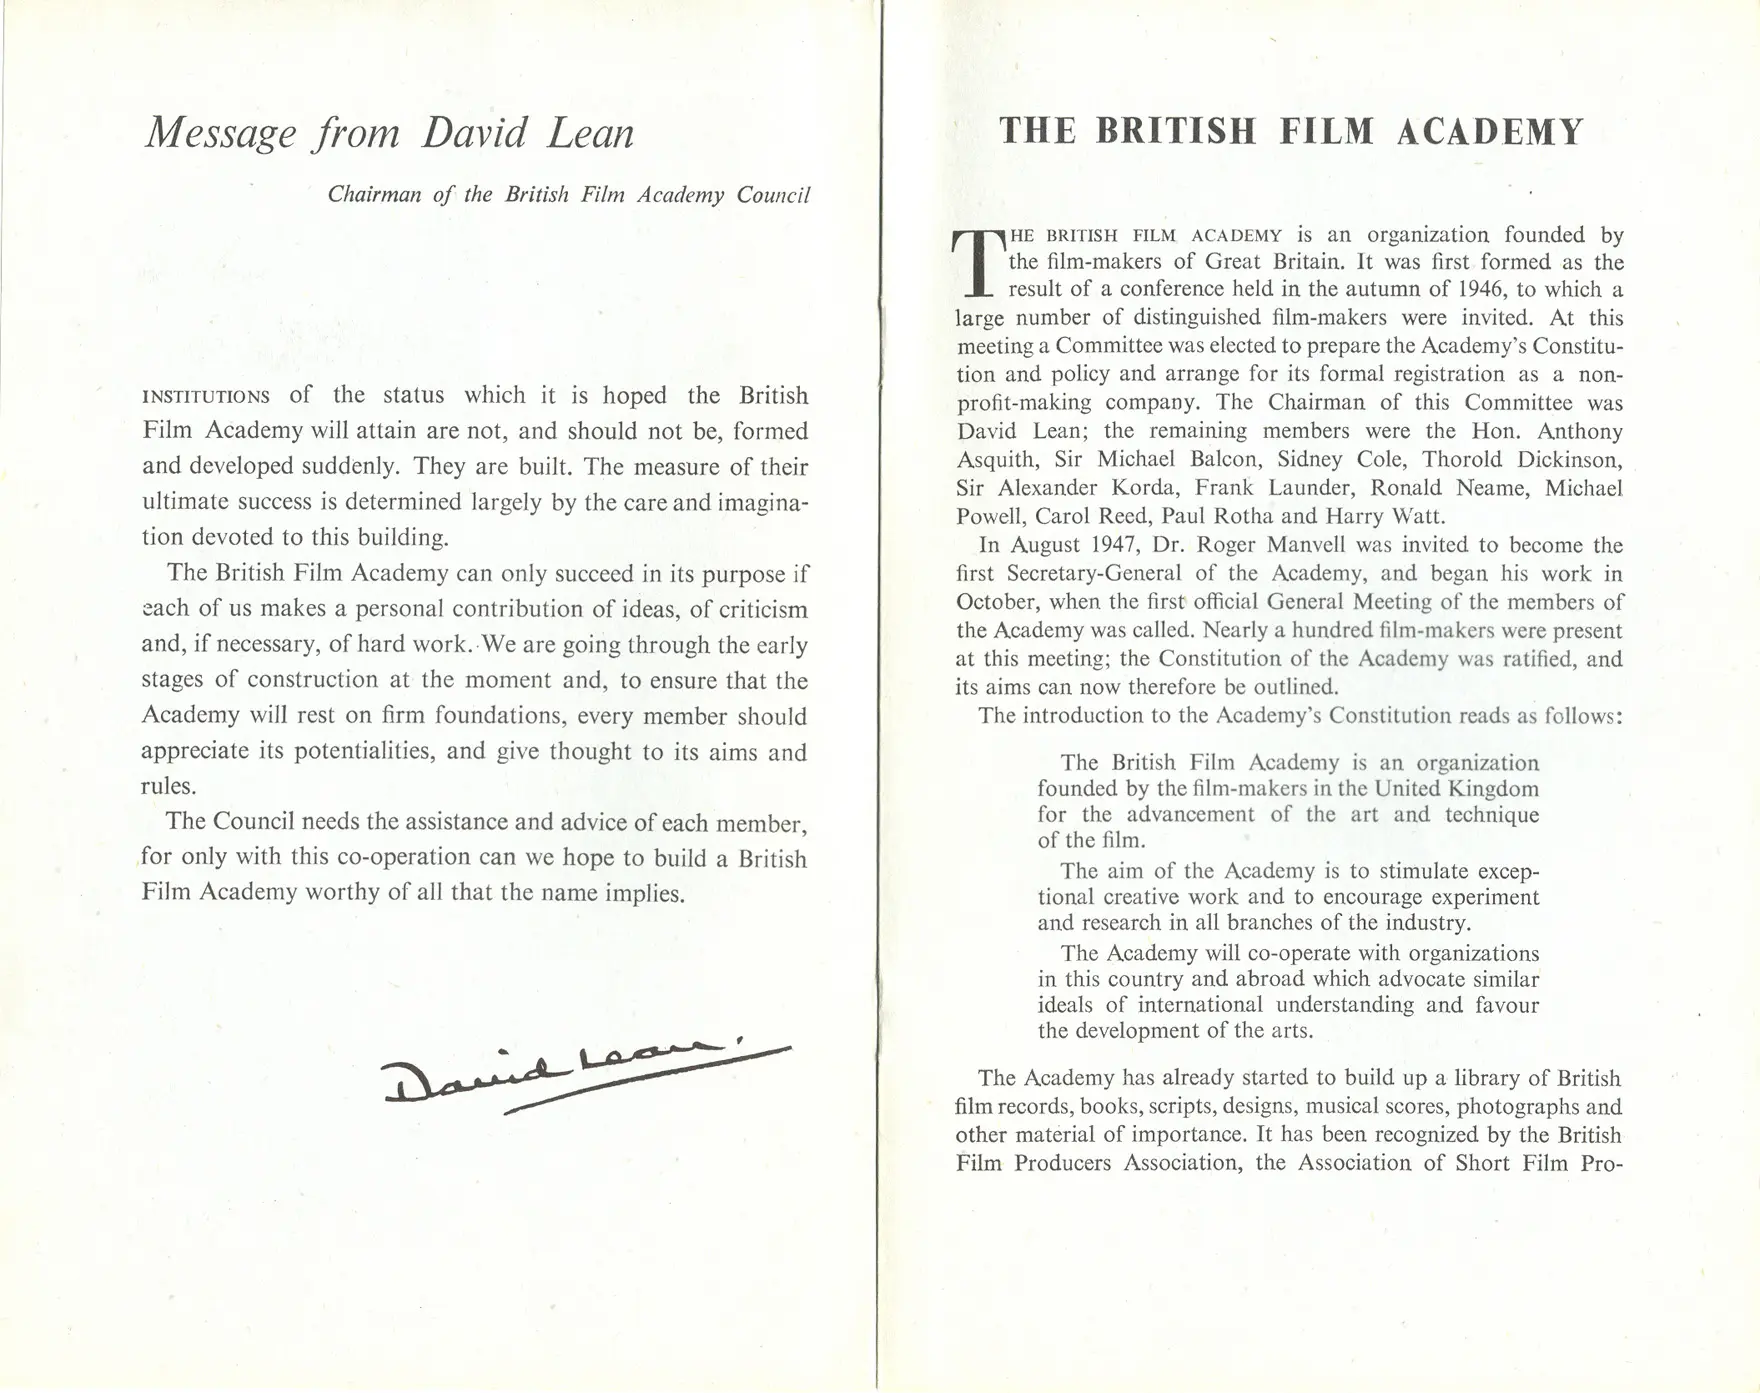 Message from David Lean
Chairman of the British Film Academy Council
INSTITUTIONS of the status which it is hoped the British
Film Academy will attain are not, and should not be, formed
and developed suddenly. They are built. The measure of their
ultimate success is determined largely by the care and imagina-
tion devoted to this building.
The British Film Academy can only succeed in its purpose if
each of us makes a personal contribution of ideas, of criticism
and, if necessary, of hard work. We are going through the early
stages of construction at the moment and, to ensure that the
Academy will rest on firm foundations, every member should
appreciate its potentialities, and give thought to its aims and
rules.
The Council needs the assistance and advice of each member,
for only with this co-operation can we hope to build a British
Film Academy worthy of all that the name implies.
David Lean.
THE BRITISH FILM ACADEMY
THE BRITISH FILM ACADEMY is an organization founded by
the film-makers of Great Britain. It was first formed as the
result of a conference held in the autumn of 1946, to which a
large number of distinguished film-makers were invited. At this
meeting a Committee was elected to prepare the Academy's Constitu-
tion and policy and arrange for its formal registration as a non-
profit-making company. The Chairman of this Committee was
David Lean; the remaining members were the Hon. Anthony
Asquith, Sir Michael Balcon, Sidney Cole, Thorold Dickinson,
Sir Alexander Korda, Frank Launder, Ronald Neame, Michael
Powell, Carol Reed, Paul Rotha and Harry Watt.
In August 1947, Dr. Roger Manvell was invited to become the
first Secretary-General of the Academy, and began his work in
October, when the first official General Meeting of the members of
the Academy was called. Nearly a hundred film-makers were present
at this meeting; the Constitution of the Academy was ratified, and
its aims can now therefore be outlined.
The introduction to the Academy's Constitution reads as follows:
The British Film Academy is an organization
founded by the film-makers in the United Kingdom
for the advancement of the art and technique
of the film.
The aim of the Academy is to stimulate excep-
tional creative work and to encourage experiment
and research in all branches of the industry.
The Academy will co-operate with organizations
in this country and abroad which advocate similar
ideals of international understanding and favour
the development of the arts.
The Academy has already started to build up a library of British
film records, books, scripts, designs, musical scores, photographs and
other material of importance. It has been recognized by the British
Film Producers Association, the Association of Short Film Pro-